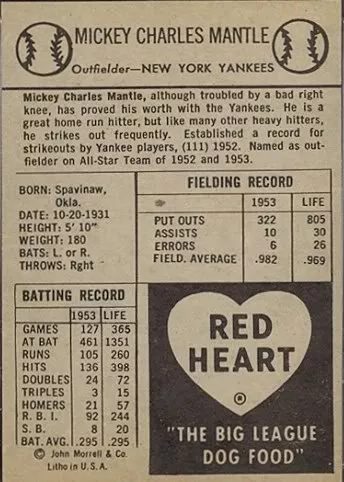 MICKEY CHARLES MANTLE
Outfielder—NEW YORK YANKEES
Mickey Charles Mantle, although troubled by a bad right
knee, has proved his worth with the Yankees. He is a
great home run hitter, but like many other heavy hitters,
he strikes out frequently. Established a record for
strikeouts by Yankee players, (111) 1952. Named as out-
fielder on All-Star Team of 1952 and 1953.
BORN: Spavinaw,
Okla.
DATE: 10-20-1931
HEIGHT: 5' 10"
WEIGHT: 180
BATS: L. or R.
THROWS: Rght
FIELDING RECORD
1953 LIFE
PUT OUTS 322 805
ASSISTS 10 30
ERRORS 6 26
FIELD. AVERAGE .982 .969
BATTING RECORD
1953 LIFE
GAMES 127 365
AT BAT 461 1351
RUNS 105 260
HITS 136 398
DOUBLES 24 72
TRIPLES 3 15
HOMERS 21 57
R. B. I. 92 244
S. B. 8 20
BAT. AVG. .295 .295
© John Morrell & Co.
Litho in U. S. A.
RED
HEART
®
"THE BIG LEAGUE
DOG FOOD"